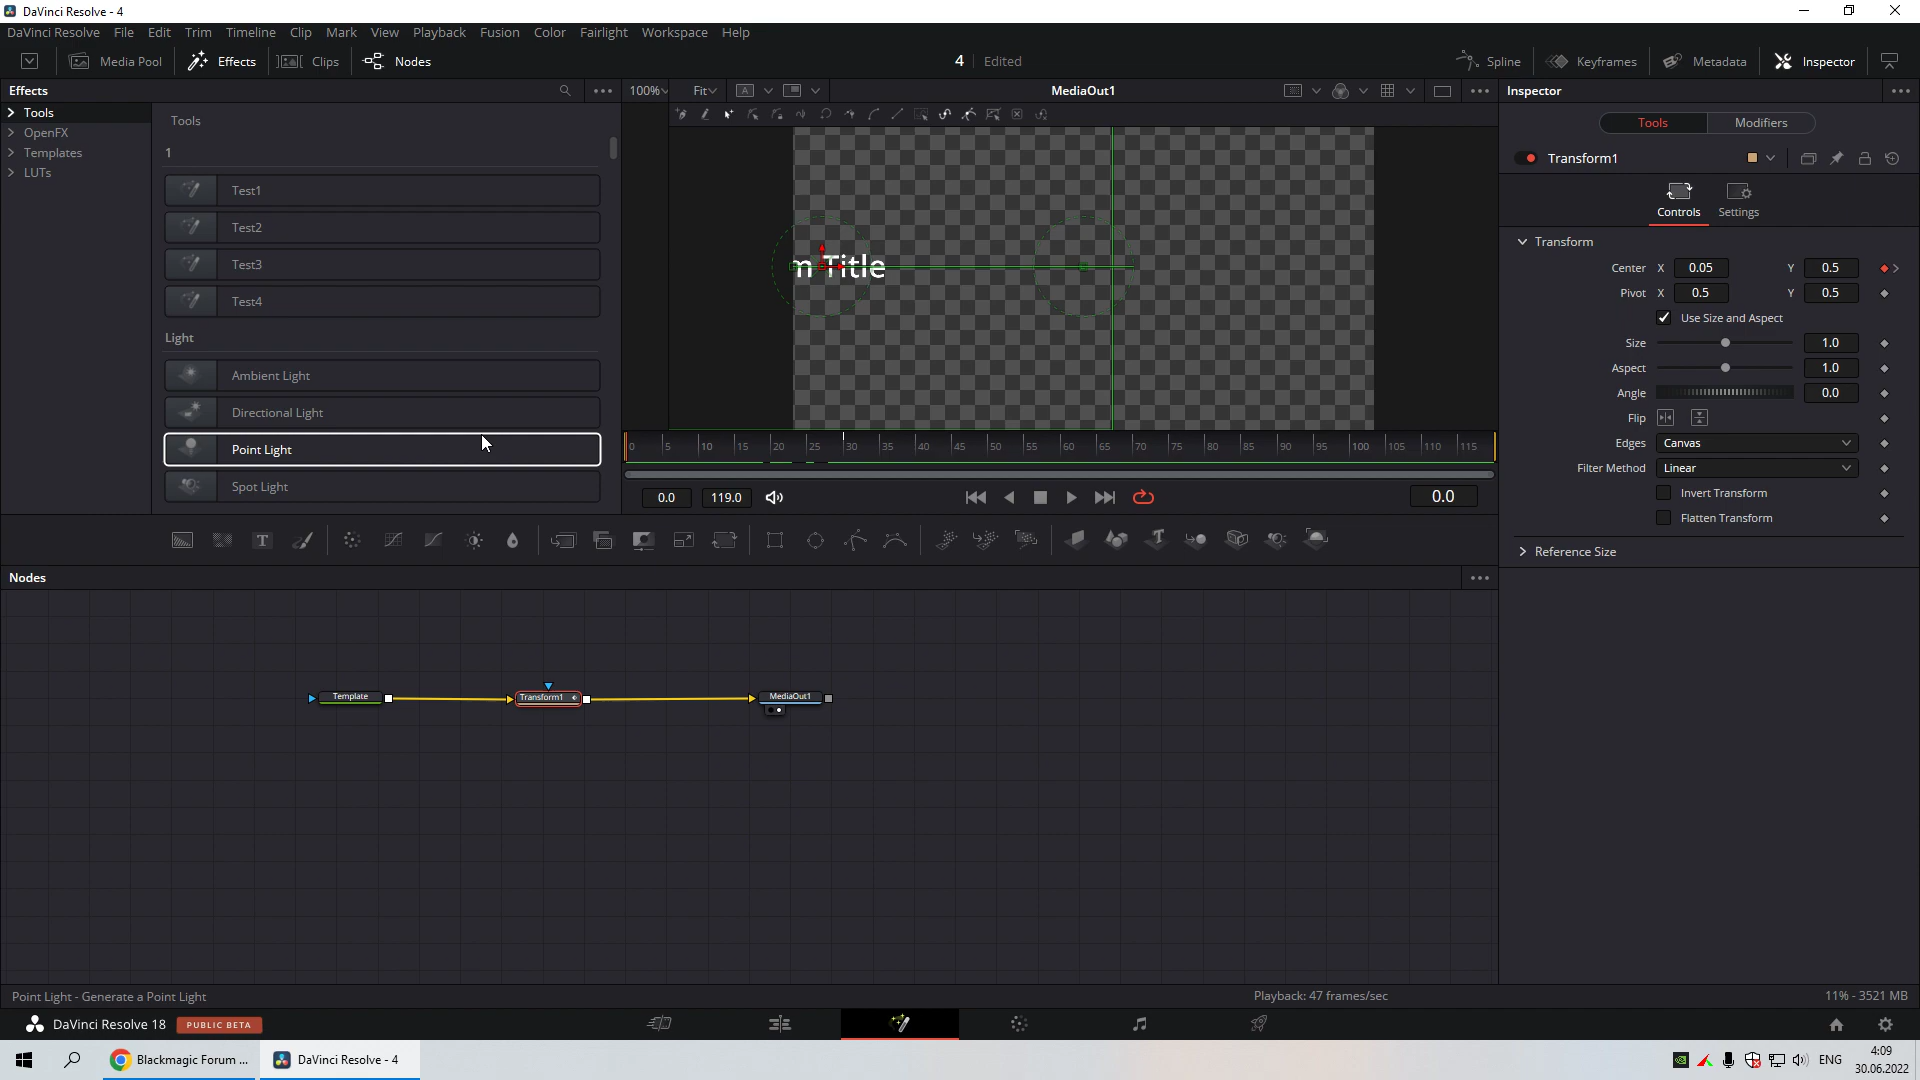 DaVinci Resolve - 4
DaVinci Resolve File Edit Trim Timeline Clip Mark View Playback Fusion Color Fairlight Workspace Help
Media Pool Effects Clips Nodes 4 Edited Spline Keyframes Metadata Inspector
Effects 100% Fit A MediaOut1 Inspector
Tools
OpenFX
Templates
LUTs
Tools
1
Test1
Test2
Test3
Test4
Light
Ambient Light
Directional Light
Point Light
Spot Light
m Title
0 5 10 15 20 25 30 35 40 45 50 55 60 65 70 75 80 85 90 95 100 105 110 115
0.0 119.0 0.0
Tools Modifiers
Transform1
Controls Settings
Transform
Center X 0.05 Y 0.5
Pivot X 0.5 Y 0.5
Use Size and Aspect
Size 1.0
Aspect 1.0
Angle 0.0
Flip
Edges Canvas
Filter Method Linear
Invert Transform
Flatten Transform
Reference Size
Nodes
Template Transform1 MediaOut1
Point Light - Generate a Point Light Playback: 47 frames/sec 11% - 3521 MB
DaVinci Resolve 18 PUBLIC BETA
Blackmagic Forum ... DaVinci Resolve - 4 ENG 4:09
30.06.2022